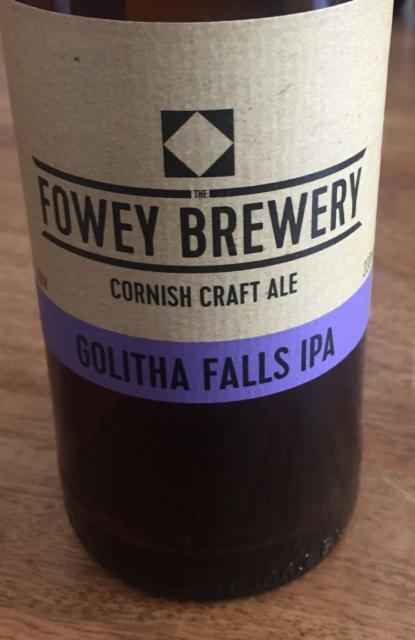 THE
FOWEY BREWERY
CORNISH CRAFT ALE
GOLITHA FALLS IPA